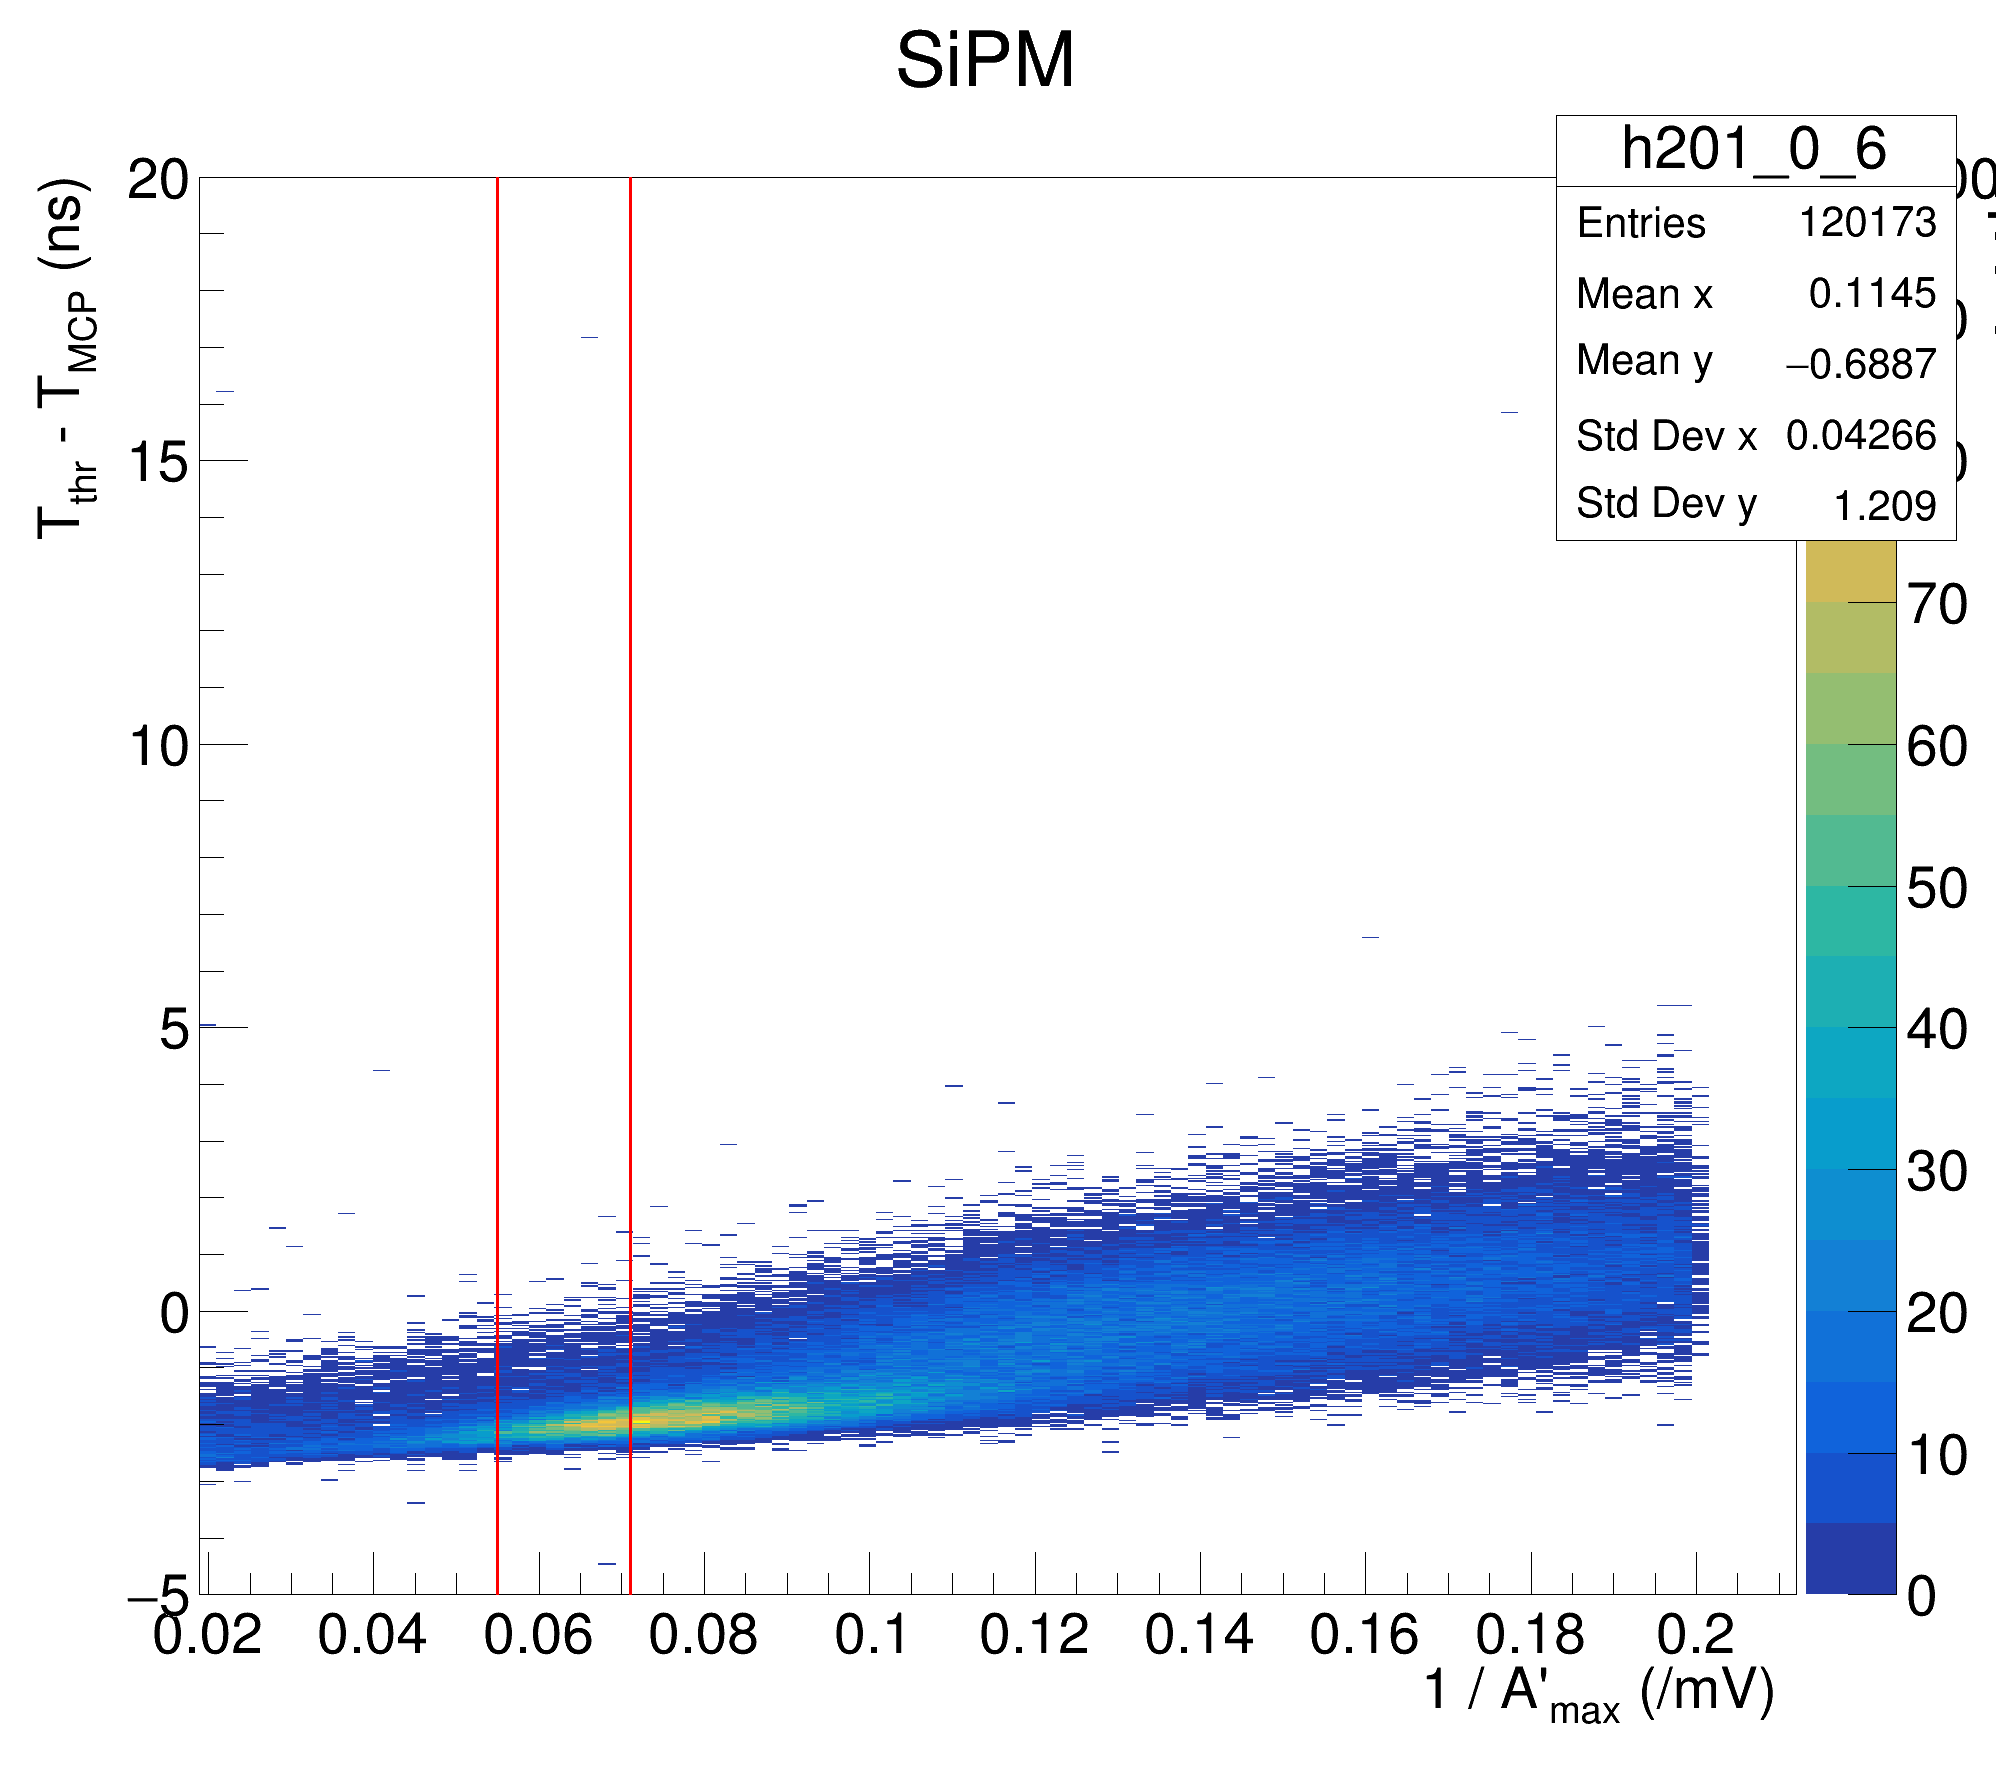 SiPM
h201_0_6
Entries 120173
Mean x 0.1145
Mean y −0.6887
Std Dev x 0.04266
Std Dev y 1.209
T_thr - T_MCP (ns)
20
15
10
5
0
−5
0.02 0.04 0.06 0.08 0.1 0.12 0.14 0.16 0.18 0.2
1 / A'_max (/mV)
70
60
50
40
30
20
10
0